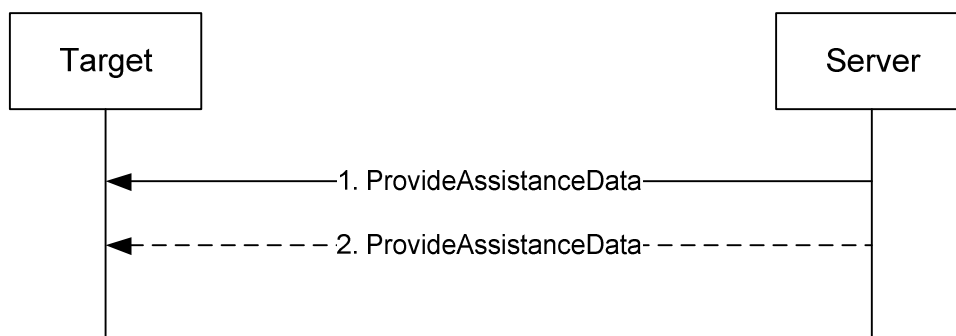 Target
Server
1. ProvideAssistanceData
2. ProvideAssistanceData